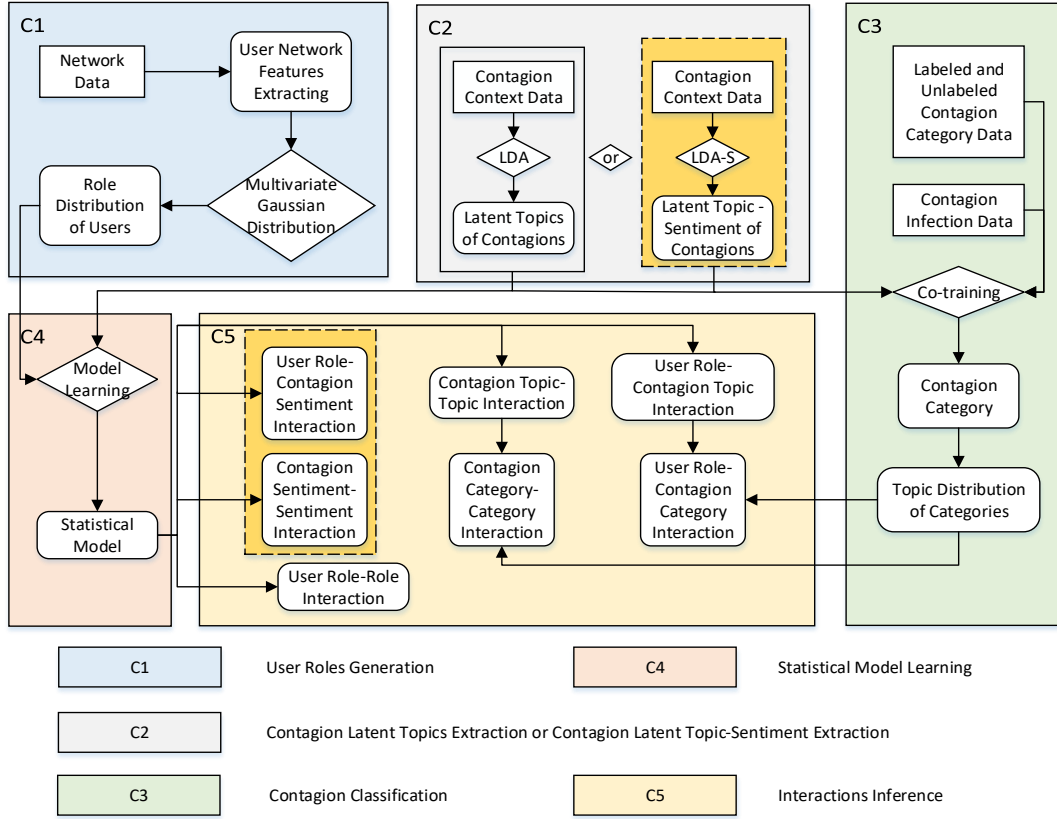 C1
Network
Data
User Network
Features
Extracting
Role
Distribution
of Users
Multivariate
Gaussian
Distribution
C2
Contagion
Context Data
LDA
Latent Topics
of Contagions
or
Contagion
Context Data
LDA-S
Latent Topic -
Sentiment of
Contagions
C3
Labeled and
Unlabeled
Contagion
Category Data
Contagion
Infection Data
Co-training
Contagion
Category
Topic Distribution
of Categories
C4
Model
Learning
Statistical
Model
C5
User Role-
Contagion
Sentiment
Interaction
Contagion
Sentiment-
Sentiment
Interaction
User Role-Role
Interaction
Contagion Topic-
Topic Interaction
Contagion
Category-
Category
Interaction
User Role-
Contagion Topic
Interaction
User Role-
Contagion
Category
Interaction
C1
User Roles Generation
C4
Statistical Model Learning
C2
Contagion Latent Topics Extraction or Contagion Latent Topic-Sentiment Extraction
C3
Contagion Classification
C5
Interactions Inference